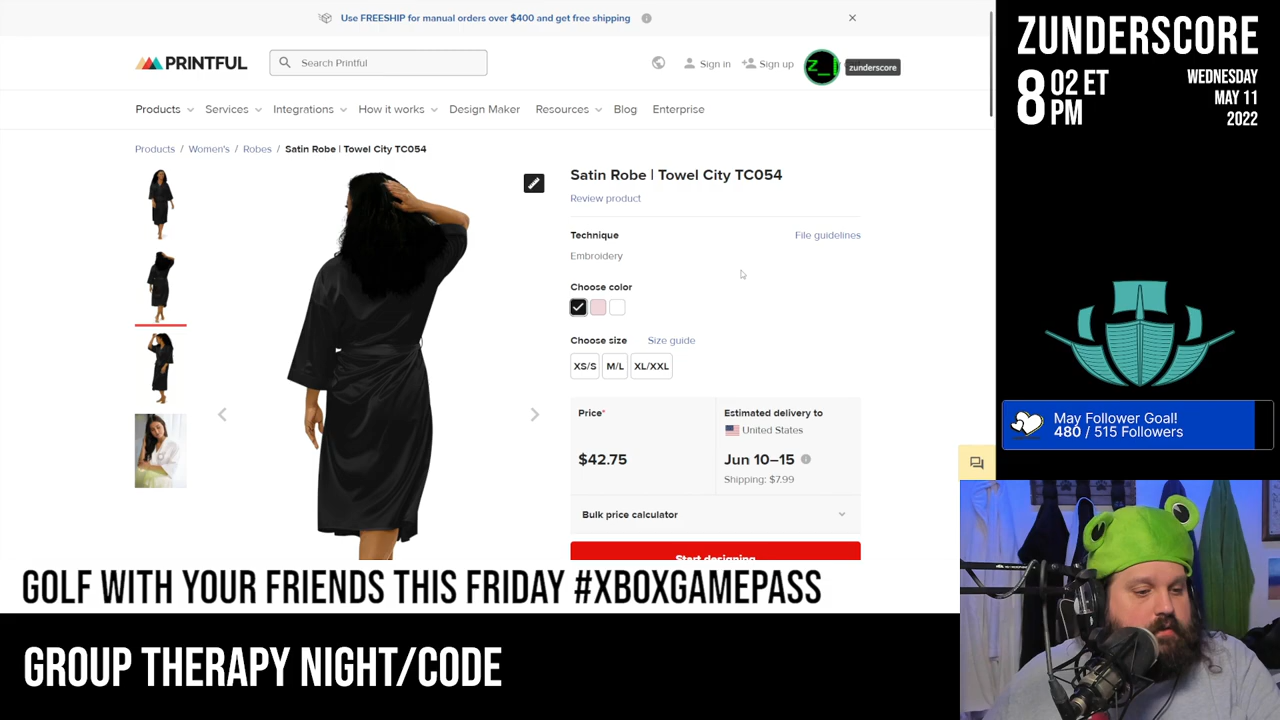 Use FREESHIP for manual orders over $400 and get free shipping
PRINTFUL
Search Printful
Sign in
Sign up
Z_
zunderscore
Products
Services
Integrations
How it works
Design Maker
Resources
Blog
Enterprise
Products / Women's / Robes / Satin Robe | Towel City TC054
Satin Robe | Towel City TC054
Review product
Technique
File guidelines
Embroidery
Choose color
Choose size
Size guide
XS/S
M/L
XL/XXL
Price*
$42.75
Estimated delivery to
United States
Jun 10–15
Shipping: $7.99
Bulk price calculator
Start designing
GOLF WITH YOUR FRIENDS THIS FRIDAY #XBOXGAMEPASS
GROUP THERAPY NIGHT/CODE
ZUNDERSCORE
8 02 ET
PM
WEDNESDAY
MAY 11
2022
May Follower Goal!
480 / 515 Followers